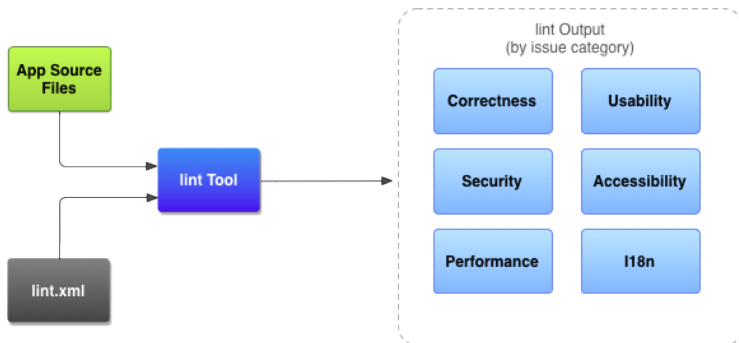 App Source
Files
lint Tool
lint.xml
lint Output
(by issue category)
Correctness
Usability
Security
Accessibility
Performance
I18n